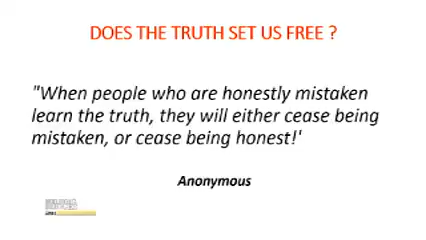 DOES THE TRUTH SET US FREE ?
"When people who are honestly mistaken
learn the truth, they will either cease being
mistaken, or cease being honest!'
Anonymous